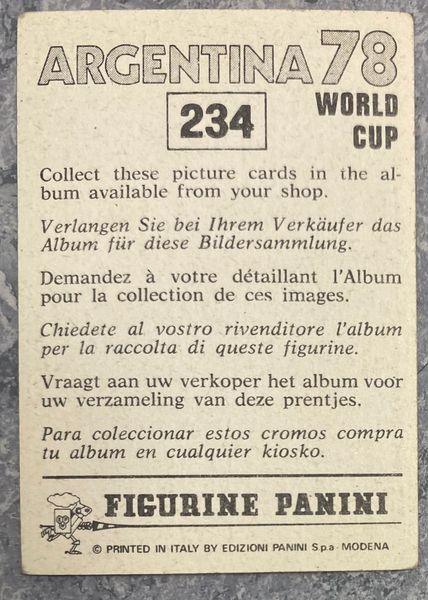 ARGENTINA 78
234
WORLD
CUP
Collect these picture cards in the al-
bum available from your shop.
Verlangen Sie bei Ihrem Verkäufer das
Album für diese Bildersammlung.
Demandez à votre détaillant l'Album
pour la collection de ces images.
Chiedete al vostro rivenditore l'album
per la raccolta di queste figurine.
Vraagt aan uw verkoper het album voor
uw verzameling van deze prentjes.
Para coleccionar estos cromos compra
tu album en cualquier kiosko.
FIGURINE PANINI
© PRINTED IN ITALY BY EDIZIONI PANINI S.p.a. MODENA